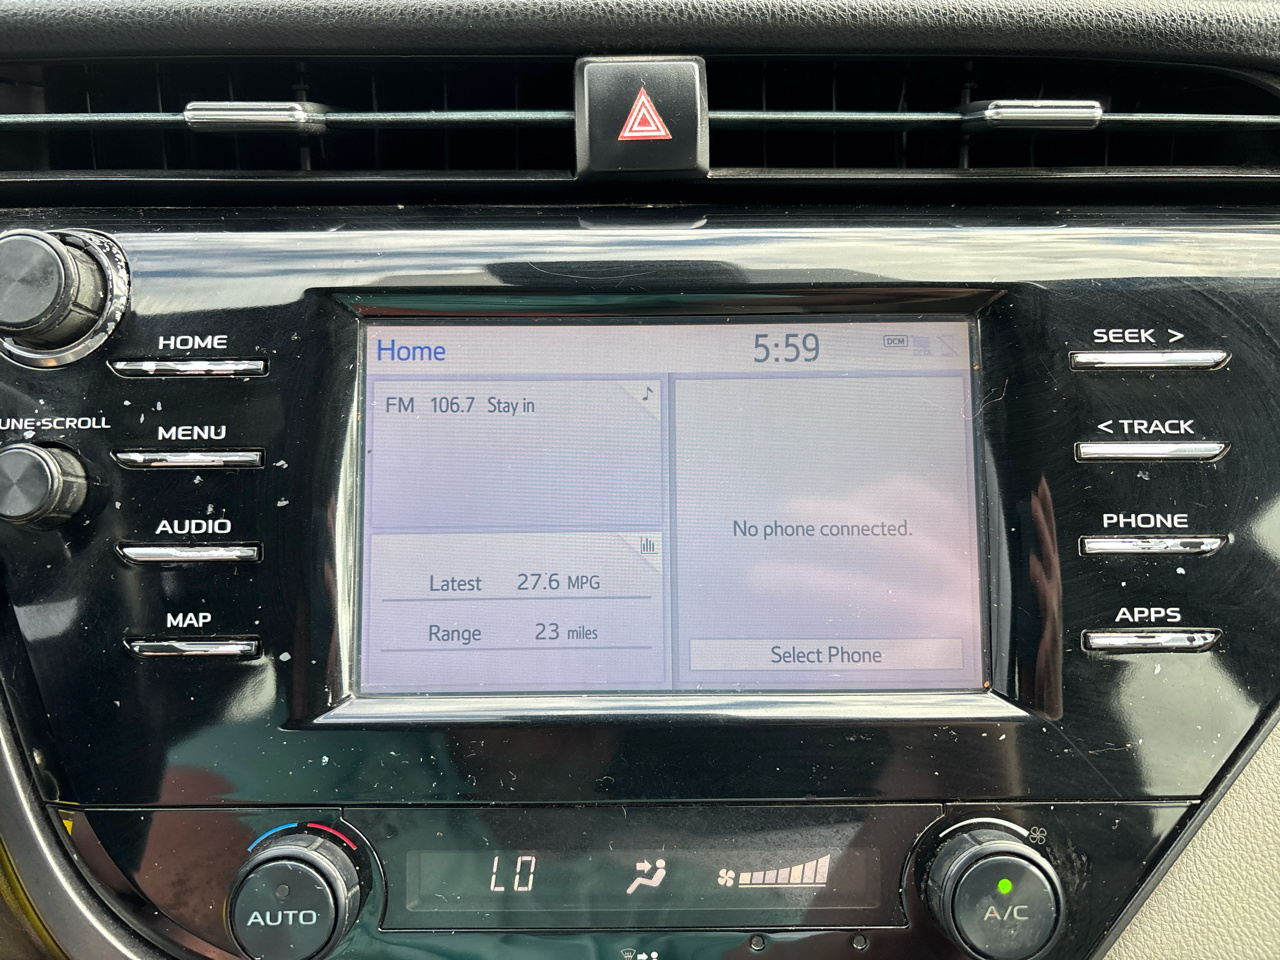 HOME
UNE•SCROLL
MENU
AUDIO
MAP
Home 5:59 DCM
FM 106.7 Stay in
Latest 27.6 MPG
Range 23 miles
No phone connected.
Select Phone
SEEK >
< TRACK
PHONE
APPS
AUTO
LO
A/C